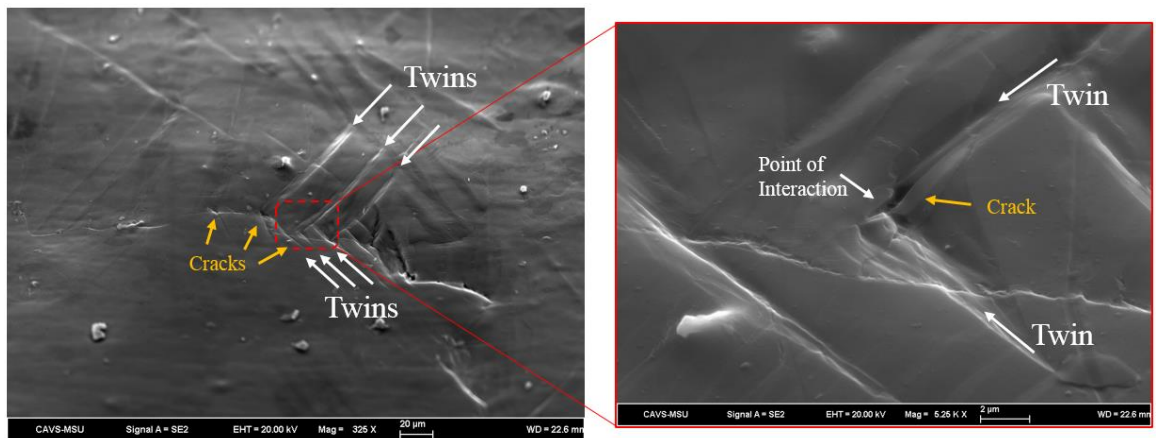 Twins
Cracks
Twins
CAVS-MSU Signal A = SE2 EHT = 20.00 kV Mag = 325 X 20 µm WD = 22.6 mm
Twin
Point of
Interaction
Crack
Twin
CAVS-MSU Signal A = SE2 EHT = 20.00 kV Mag = 5.25 K X 2 µm WD = 22.6 mm